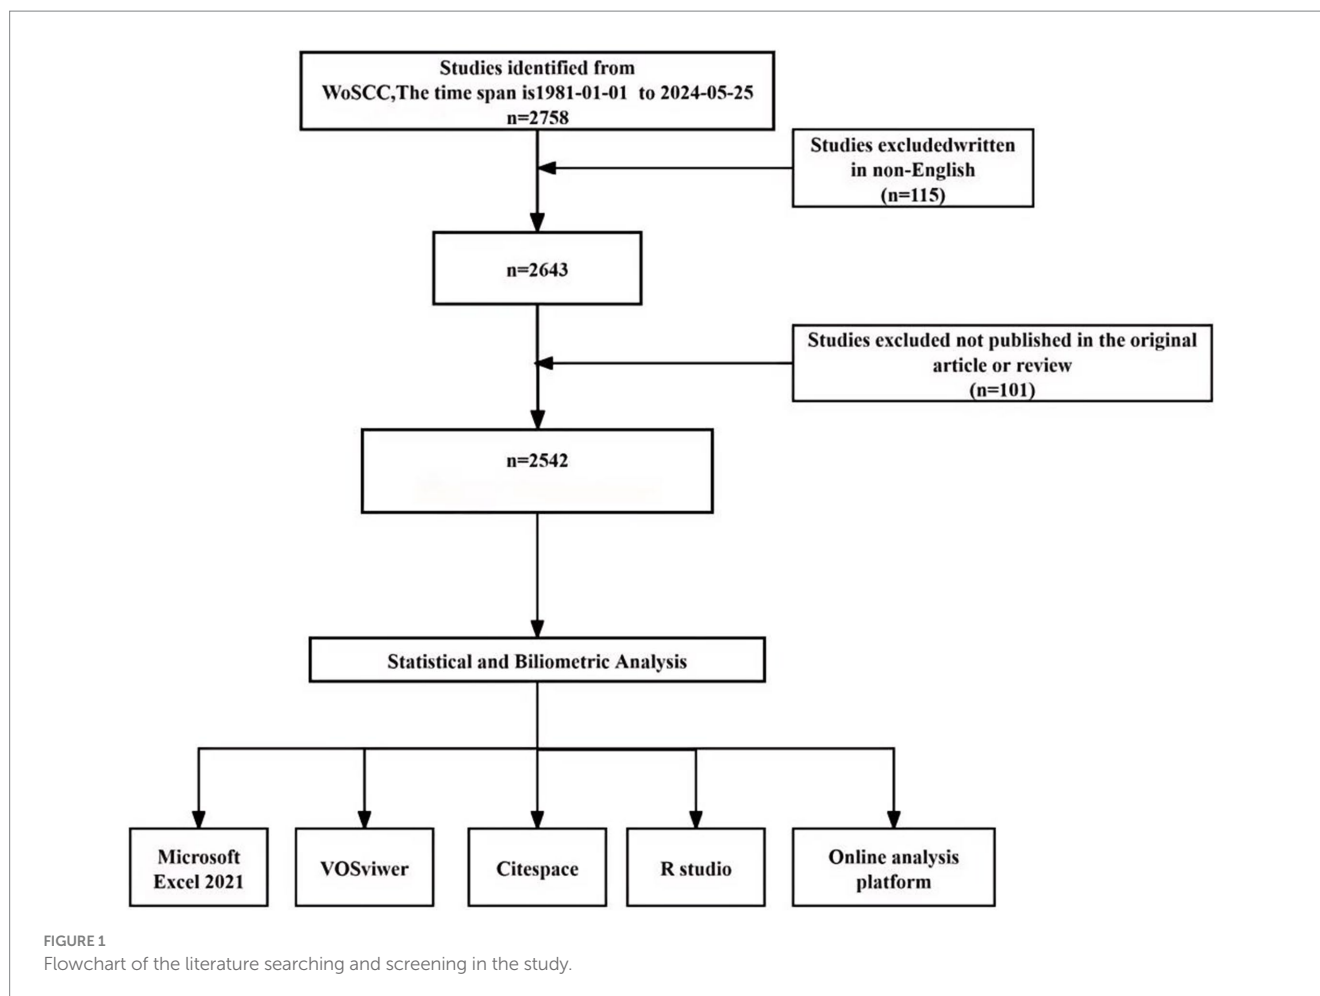 Studies identified from
WoSCC,The time span is1981-01-01 to 2024-05-25
n=2758
Studies excludedwritten
in non-English
(n=115)
n=2643
Studies excluded not published in the original
article or review
(n=101)
n=2542
Statistical and Biliometric Analysis
Microsoft
Excel 2021
VOSviwer
Citespace
R studio
Online analysis
platform
FIGURE 1
Flowchart of the literature searching and screening in the study.